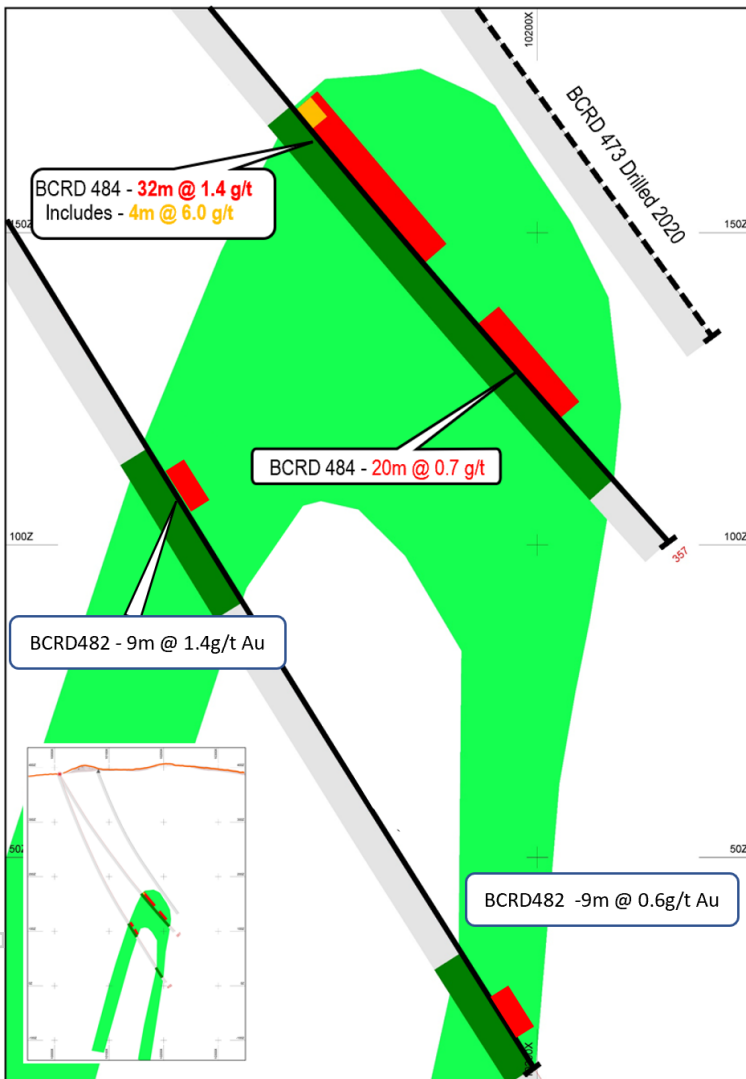 10200X
BCRD 473 Drilled 2020
BCRD 484 - 32m @ 1.4 g/t
Includes - 4m @ 6.0 g/t
150Z
150Z
BCRD 484 - 20m @ 0.7 g/t
100Z
100Z
357
BCRD482 - 9m @ 1.4g/t Au
50Z
50Z
BCRD482 -9m @ 0.6g/t Au